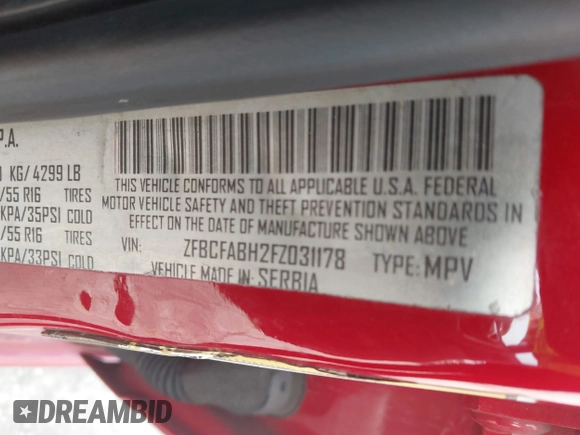 P.A.
KG/ 4299 LB
/55 R16 TIRES
KPA/35PSI COLD
/55 R16 TIRES
KPA/33PSI COLD
THIS VEHICLE CONFORMS TO ALL APPLICABLE U.S.A. FEDERAL
MOTOR VEHICLE SAFETY AND THEFT PREVENTION STANDARDS IN
EFFECT ON THE DATE OF MANUFACTURE SHOWN ABOVE
VIN: ZFBCFABH2FZ031178 TYPE: MPV
VEHICLE MADE IN SERBIA
DREAMBID